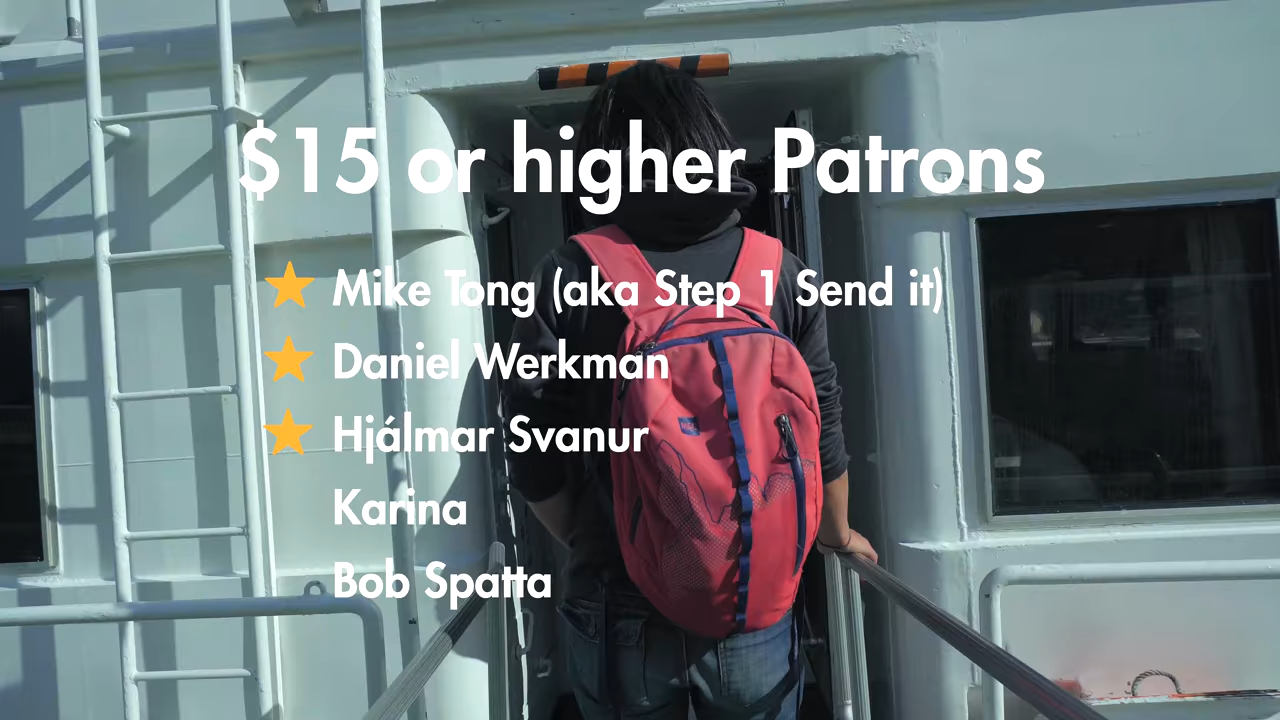 $15 or higher Patrons
Mike Tong (aka Step 1 Send it)
Daniel Werkman
Hjálmar Svanur
Karina
Bob Spatta